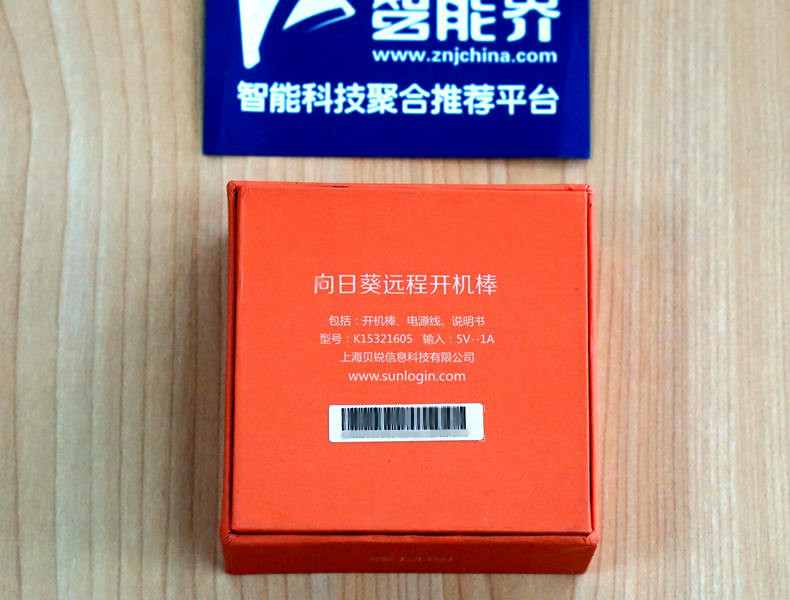 智能界
www.znjchina.com
智能科技聚合推荐平台
向日葵远程开机棒
包括：开机棒、电源线、说明书
型号：K15321605 输入：5V--1A
上海贝锐信息科技有限公司
www.sunlogin.com